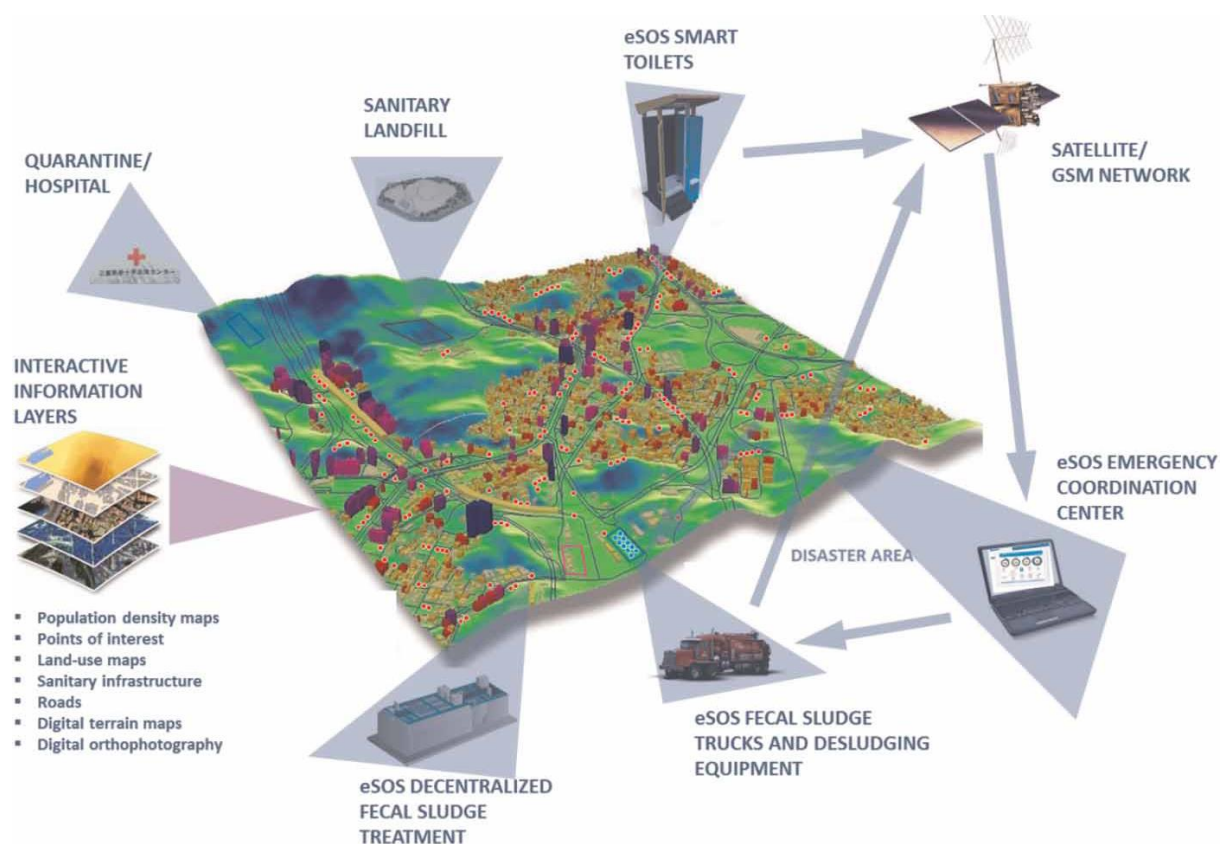 eSOS SMART
TOILETS
SANITARY
LANDFILL
QUARANTINE/
HOSPITAL
SATELLITE/
GSM NETWORK
INTERACTIVE
INFORMATION
LAYERS
eSOS EMERGENCY
COORDINATION
CENTER
DISASTER AREA
▪ Population density maps
▪ Points of interest
▪ Land-use maps
▪ Sanitary infrastructure
▪ Roads
▪ Digital terrain maps
▪ Digital orthophotography
eSOS FECAL SLUDGE
TRUCKS AND DESLUDGING
EQUIPMENT
eSOS DECENTRALIZED
FECAL SLUDGE
TREATMENT